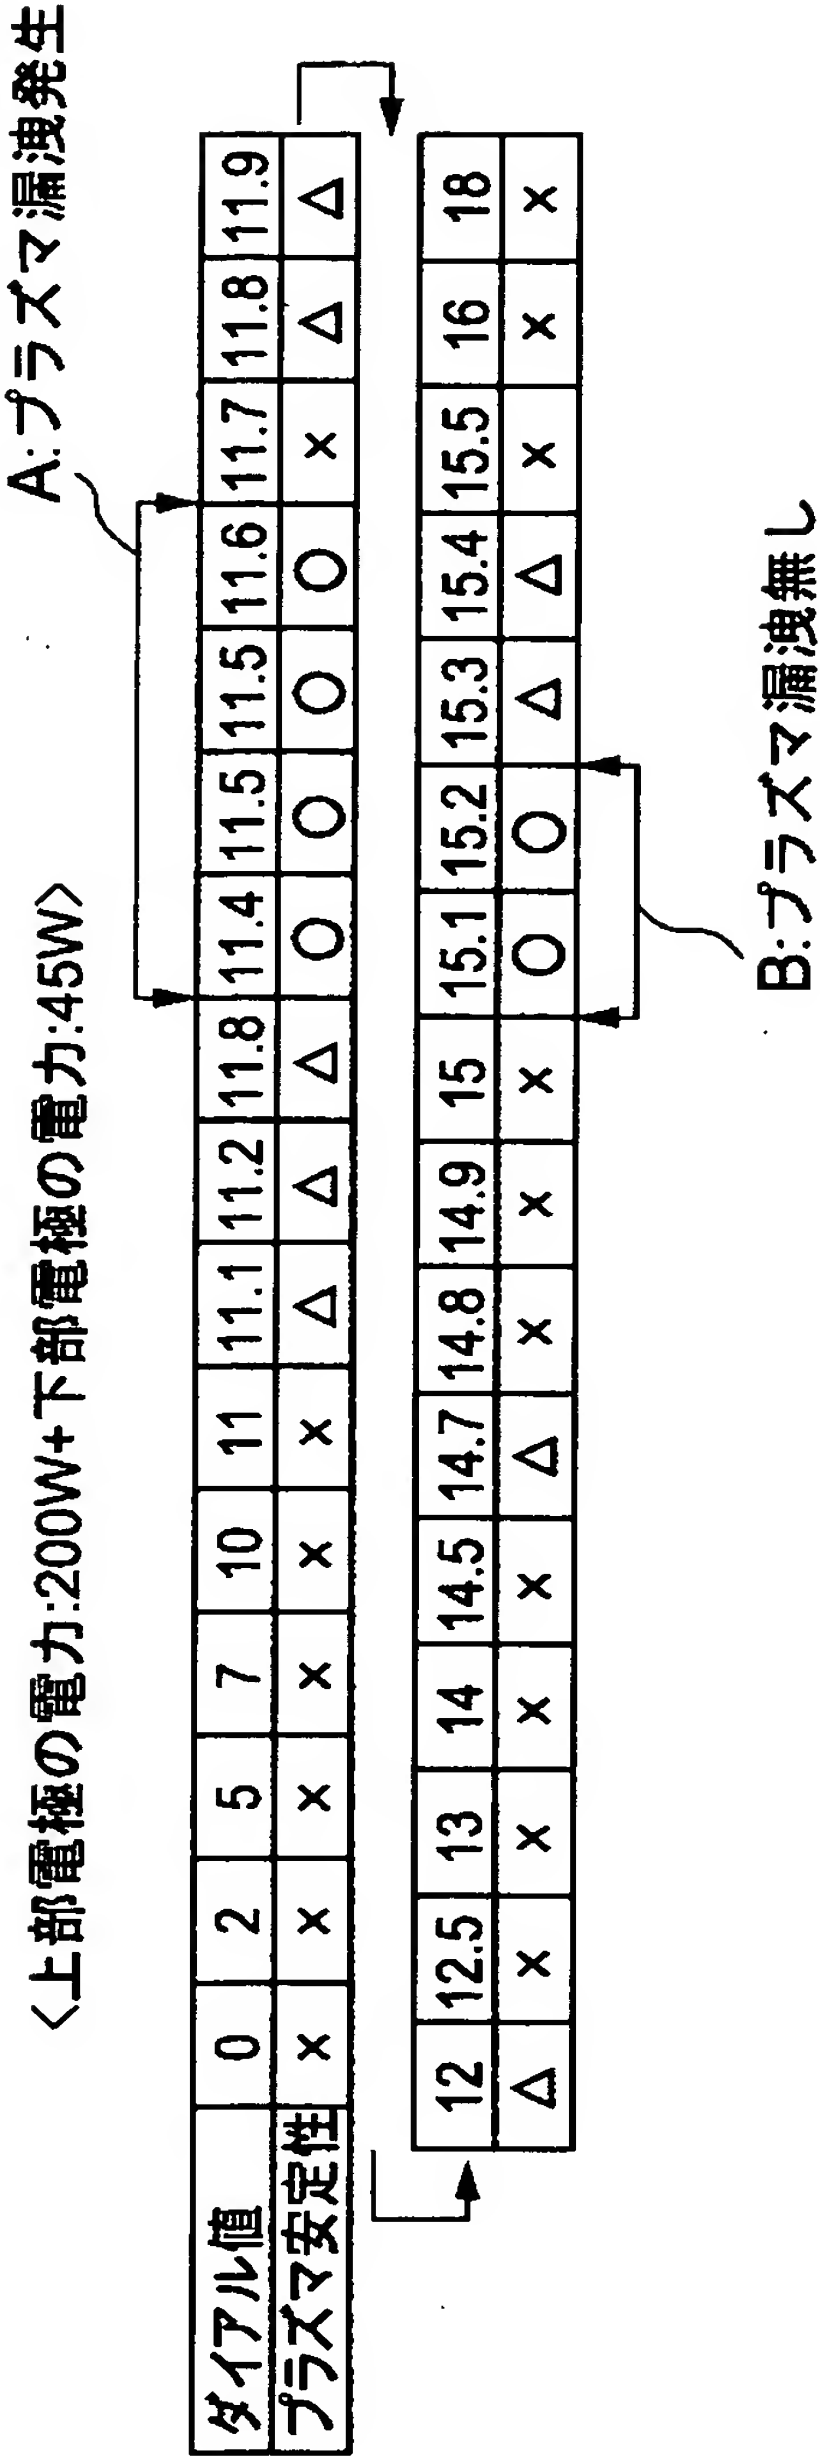 <上部電極の電力:200W+下部電極の電力:45W>
A:プラズマ漏洩発生
ダイアル値 0 2 5 7 10 11 11.1 11.2 11.8 11.4 11.5 11.5 11.6 11.7 11.8 11.9
プラズマ安定性 × × × × × × △ △ △ ○ ○ ○ ○ × △ △
12 12.5 13 14 14.5 14.7 14.8 14.9 15 15.1 15.2 15.3 15.4 15.5 16 18
△ × × × × △ × × × ○ ○ △ △ × × ×
B:プラズマ漏洩無し